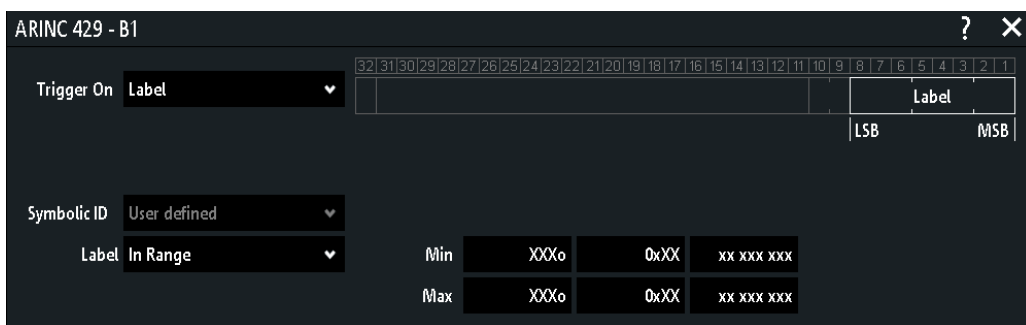 ARINC 429 - B1 ? ×
32 31 30 29 28 27 26 25 24 23 22 21 20 19 18 17 16 15 14 13 12 11 10 9 8 7 6 5 4 3 2 1
Trigger On Label
Label
LSB MSB
Symbolic ID User defined
Label In Range Min XXXo 0xXX xx xxx xxx
Max XXXo 0xXX xx xxx xxx